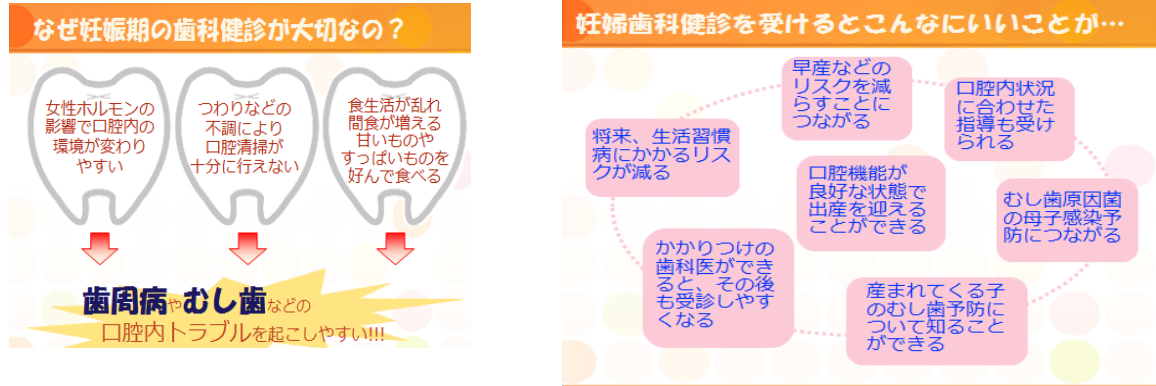 なぜ妊娠期の歯科健診が大切なの？
女性ホルモンの
影響で口腔内の
環境が変わり
やすい
つわりなどの
不調により
口腔清掃が
十分に行えない
食生活が乱れ
間食が増える
甘いものや
すっぱいものを
好んで食べる
歯周病やむし歯などの
口腔内トラブルを起こしやすい!!!
妊婦歯科健診を受けるとこんなにいいことが…
早産などの
リスクを減
らすことに
つながる
口腔内状況
に合わせた
指導も受け
られる
将来、生活習慣
病にかかるリス
クが減る
口腔機能が
良好な状態で
出産を迎える
ことができる
むし歯原因菌
の母子感染予
防につながる
かかりつけの
歯科医ができ
ると、その後
も受診しやす
くなる
産まれてくる子
のむし歯予防に
ついて知ること
ができる